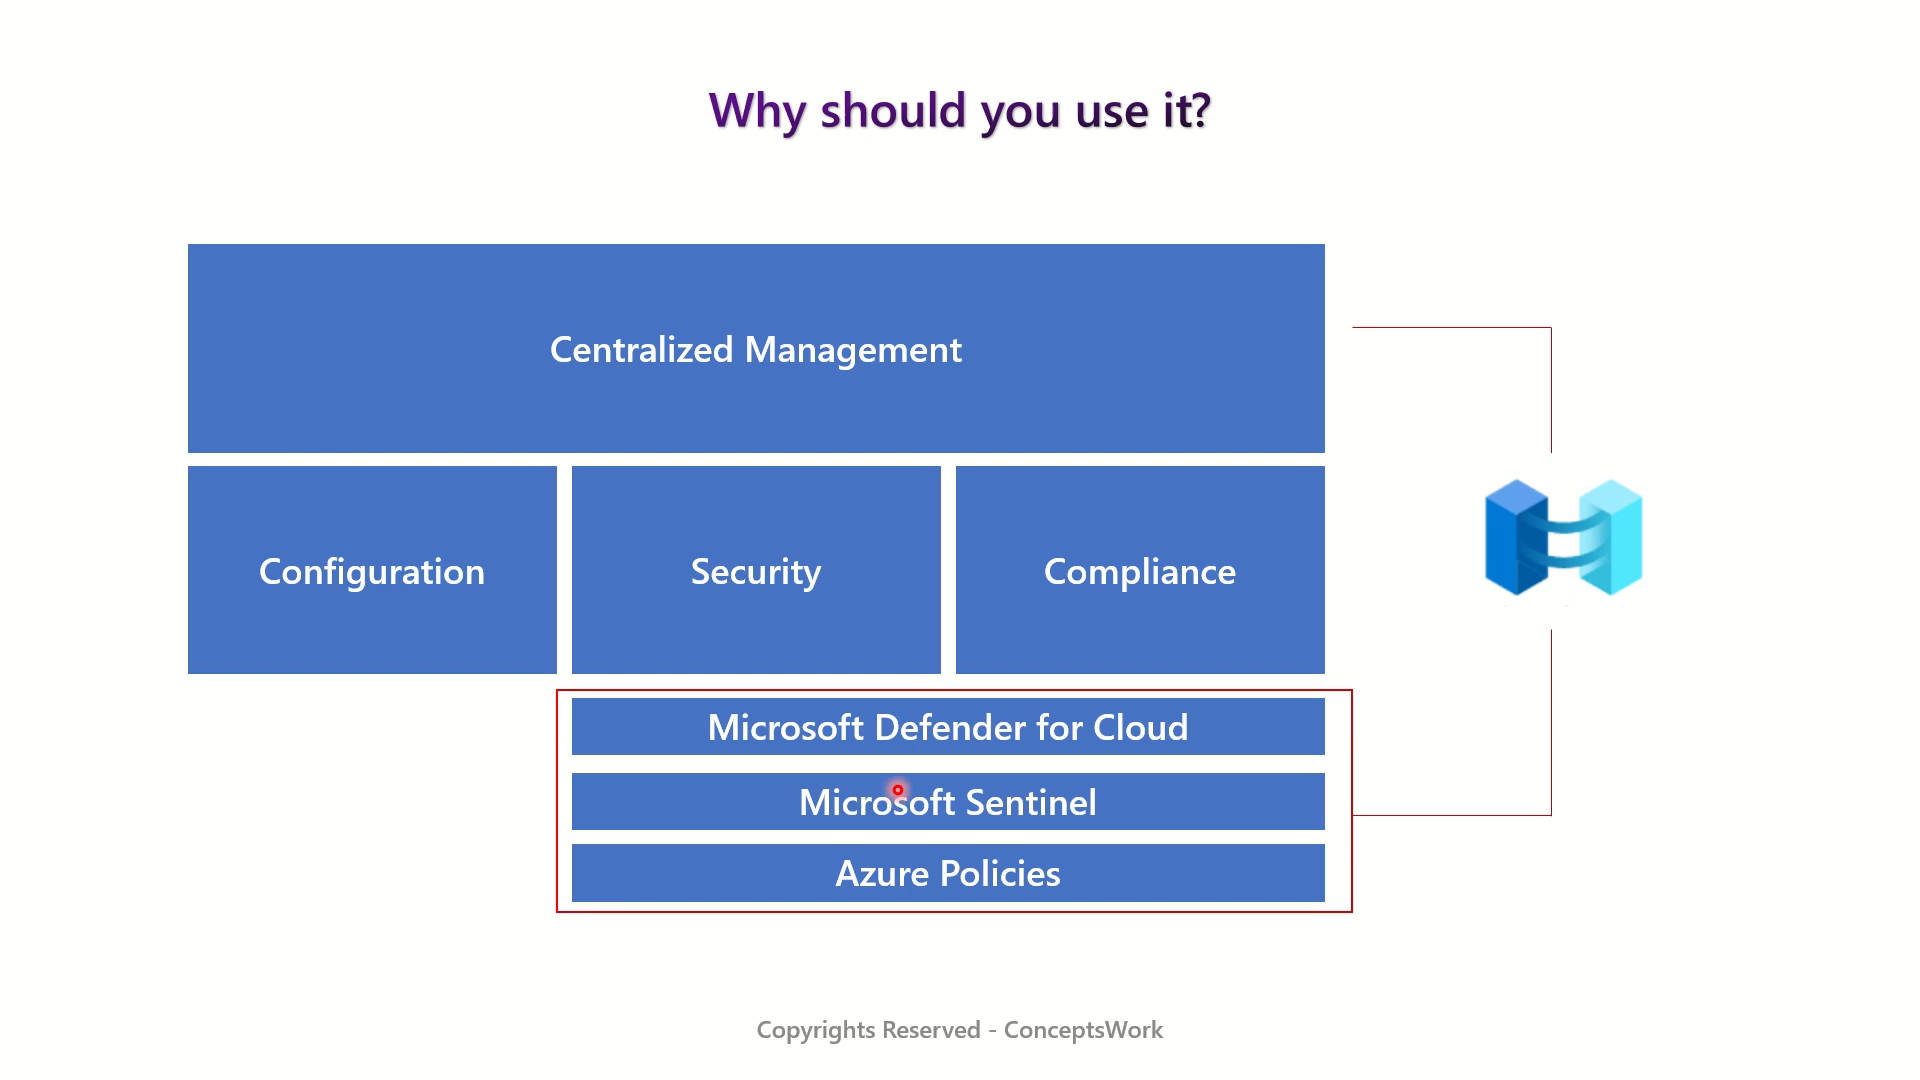 Why should you use it?
Centralized Management
Configuration
Security
Compliance
Microsoft Defender for Cloud
Microsoft Sentinel
Azure Policies
Copyrights Reserved - ConceptsWork